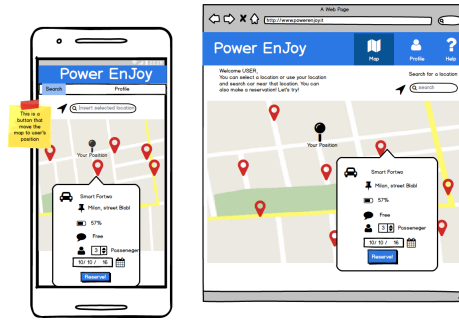 Power EnJoy
Search
Profile
Insert selected location
This is a
button that
move the
map to user's
position
Your Position
Smart Fortwo
Milan, street Blabl
57%
Free
3
Posseneger
10/ 10 / 16
Reserve!
A Web Page
http://www.powerenjoy.it
Power EnJoy
Map
Profile
Help
Welcome USER,
You can select a location or use your location
and search car near that location. You can
also make a reservation! Let's try!
Search for a location
search
Your Position
Smart Fortwo
Milan, street Blabl
57%
Free
3
Posseneger
10/ 10 / 16
Reserve!